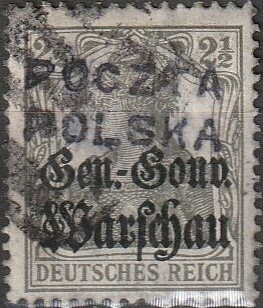 2½ 2½
POCZTA
POLSKA
Gen.-Gouv.
Warschau
DEUTSCHES REICH